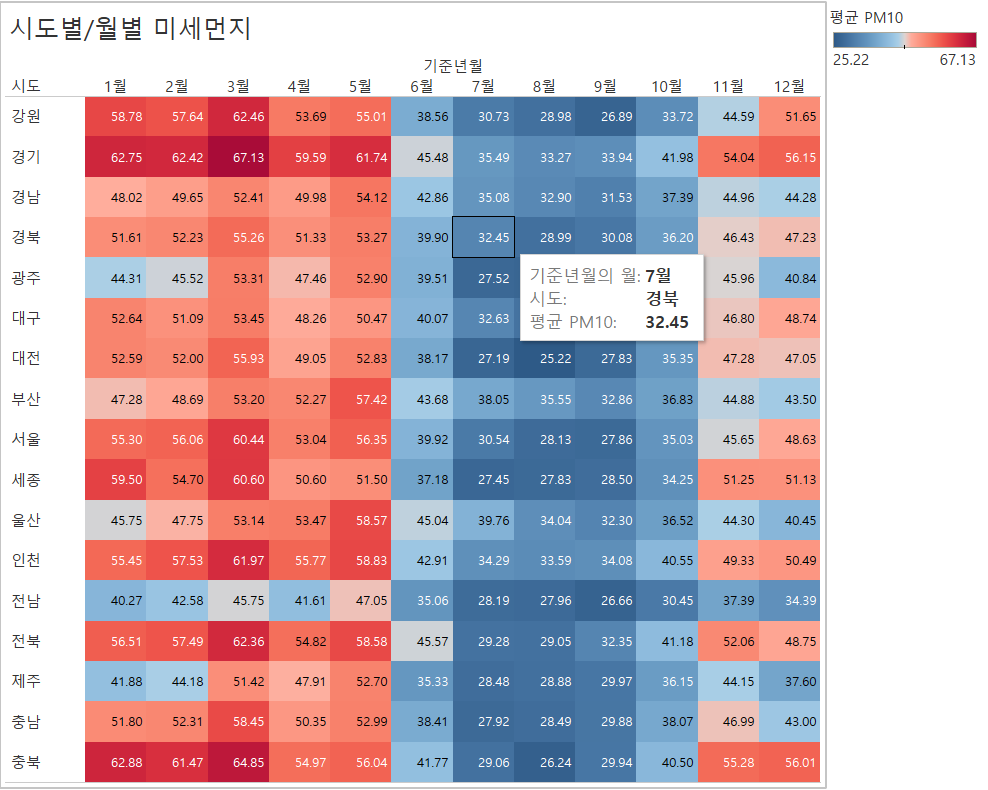 시도별/월별 미세먼지
평균 PM10
25.22 67.13
기준년월
시도 1월 2월 3월 4월 5월 6월 7월 8월 9월 10월 11월 12월
강원 58.78 57.64 62.46 53.69 55.01 38.56 30.73 28.98 26.89 33.72 44.59 51.65
경기 62.75 62.42 67.13 59.59 61.74 45.48 35.49 33.27 33.94 41.98 54.04 56.15
경남 48.02 49.65 52.41 49.98 54.12 42.86 35.08 32.90 31.53 37.39 44.96 44.28
경북 51.61 52.23 55.26 51.33 53.27 39.90 32.45 28.99 30.08 36.20 46.43 47.23
광주 44.31 45.52 53.31 47.46 52.90 39.51 27.52 45.96 40.84
대구 52.64 51.09 53.45 48.26 50.47 40.07 32.63 46.80 48.74
기준년월의 월: 7월
시도: 경북
평균 PM10: 32.45
대전 52.59 52.00 55.93 49.05 52.83 38.17 27.19 25.22 27.83 35.35 47.28 47.05
부산 47.28 48.69 53.20 52.27 57.42 43.68 38.05 35.55 32.86 36.83 44.88 43.50
서울 55.30 56.06 60.44 53.04 56.35 39.92 30.54 28.13 27.86 35.03 45.65 48.63
세종 59.50 54.70 60.60 50.60 51.50 37.18 27.45 27.83 28.50 34.25 51.25 51.13
울산 45.75 47.75 53.14 53.47 58.57 45.04 39.76 34.04 32.30 36.52 44.30 40.45
인천 55.45 57.53 61.97 55.77 58.83 42.91 34.29 33.59 34.08 40.55 49.33 50.49
전남 40.27 42.58 45.75 41.61 47.05 35.06 28.19 27.96 26.66 30.45 37.39 34.39
전북 56.51 57.49 62.36 54.82 58.58 45.57 29.28 29.05 32.35 41.18 52.06 48.75
제주 41.88 44.18 51.42 47.91 52.70 35.33 28.48 28.88 29.97 36.15 44.15 37.60
충남 51.80 52.31 58.45 50.35 52.99 38.41 27.92 28.49 29.88 38.07 46.99 43.00
충북 62.88 61.47 64.85 54.97 56.04 41.77 29.06 26.24 29.94 40.50 55.28 56.01